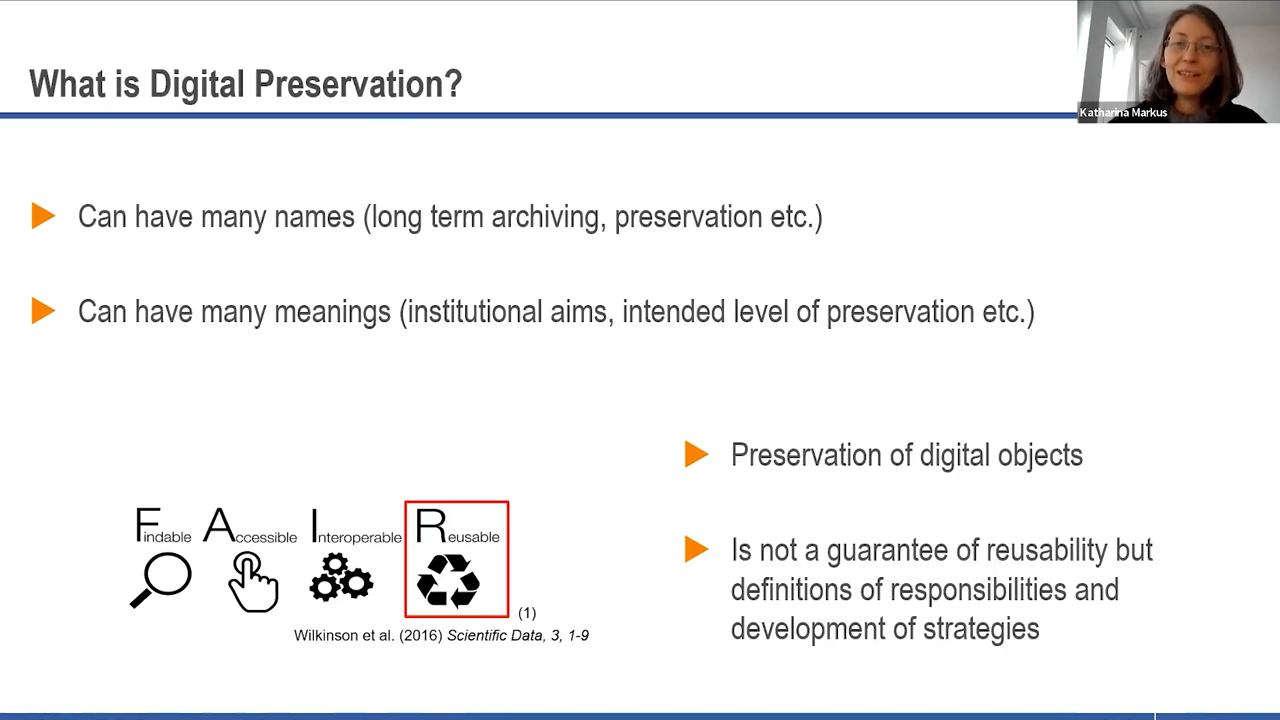 What is Digital Preservation?
Katharina Markus
Can have many names (long term archiving, preservation etc.)
Can have many meanings (institutional aims, intended level of preservation etc.)
Preservation of digital objects
Is not a guarantee of reusability but
definitions of responsibilities and
development of strategies
Findable Accessible Interoperable Reusable
(1)
Wilkinson et al. (2016) Scientific Data, 3, 1-9